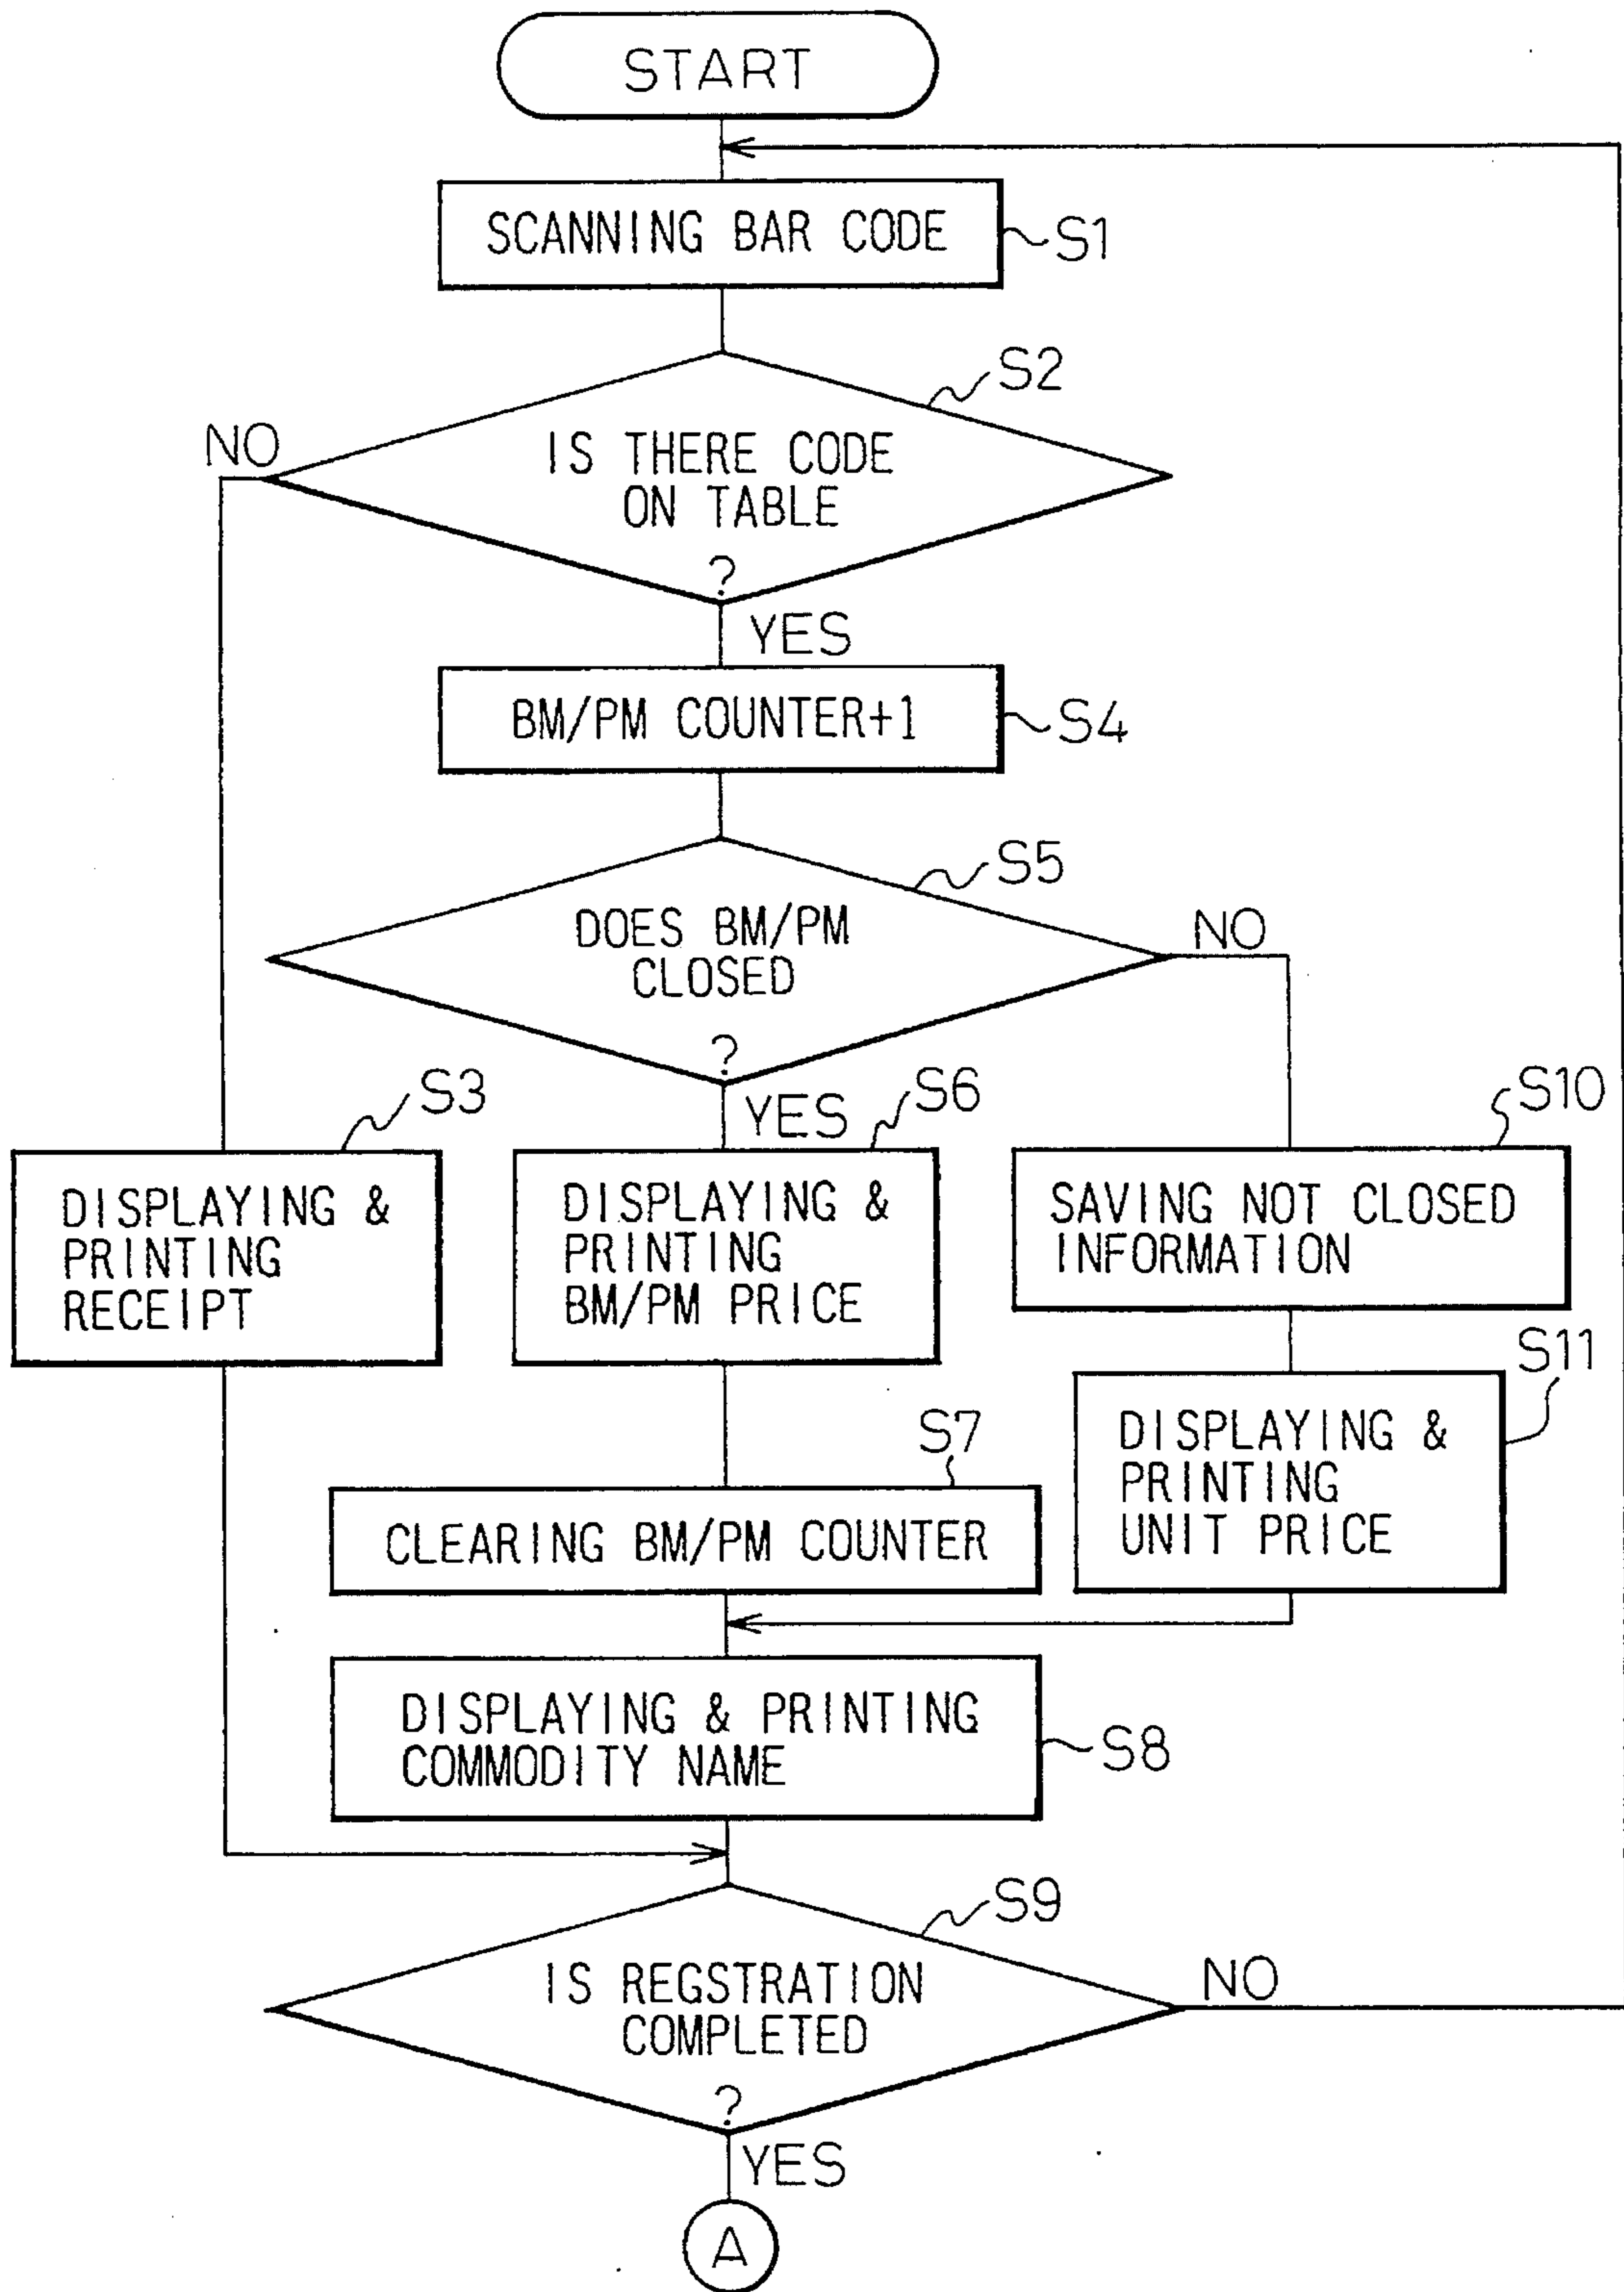 START
SCANNING BAR CODE
S1
S2
NO
IS THERE CODE
ON TABLE
?
YES
BM/PM COUNTER+1
S4
S5
DOES BM/PM
CLOSED
?
NO
YES
S3
S6
S10
DISPLAYING &
PRINTING
RECEIPT
DISPLAYING &
PRINTING
BM/PM PRICE
SAVING NOT CLOSED
INFORMATION
S11
DISPLAYING &
PRINTING
UNIT PRICE
S7
CLEARING BM/PM COUNTER
DISPLAYING & PRINTING
COMMODITY NAME
S8
S9
IS REGSTRATION
COMPLETED
?
NO
YES
A